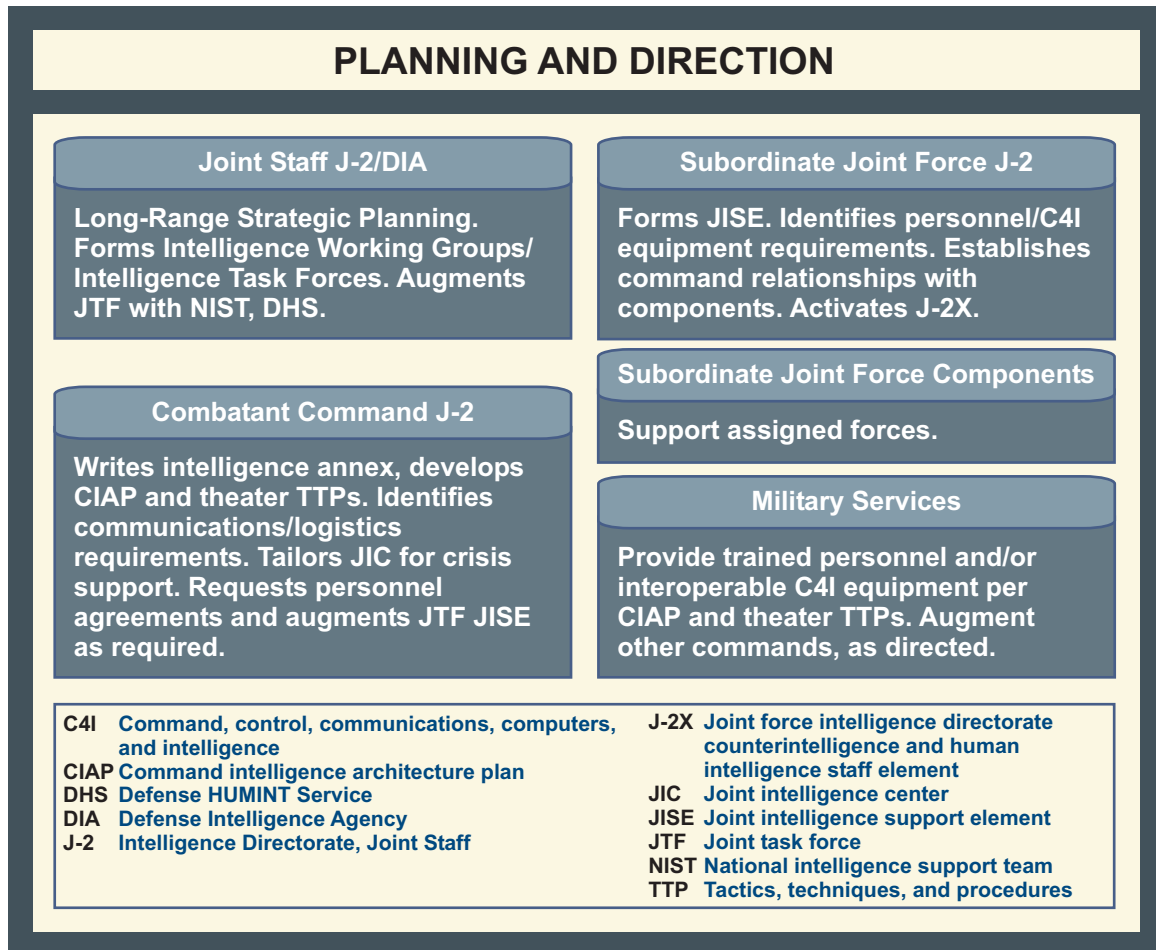 PLANNING AND DIRECTION
Joint Staff J-2/DIA
Long-Range Strategic Planning.
Forms Intelligence Working Groups/
Intelligence Task Forces. Augments
JTF with NIST, DHS.
Combatant Command J-2
Writes intelligence annex, develops
CIAP and theater TTPs. Identifies
communications/logistics
requirements. Tailors JIC for crisis
support. Requests personnel
agreements and augments JTF JISE
as required.
Subordinate Joint Force J-2
Forms JISE. Identifies personnel/C4I
equipment requirements. Establishes
command relationships with
components. Activates J-2X.
Subordinate Joint Force Components
Support assigned forces.
Military Services
Provide trained personnel and/or
interoperable C4I equipment per
CIAP and theater TTPs. Augment
other commands, as directed.
C4I Command, control, communications, computers,
and intelligence
CIAP Command intelligence architecture plan
DHS Defense HUMINT Service
DIA Defense Intelligence Agency
J-2 Intelligence Directorate, Joint Staff
J-2X Joint force intelligence directorate
counterintelligence and human
intelligence staff element
JIC Joint intelligence center
JISE Joint intelligence support element
JTF Joint task force
NIST National intelligence support team
TTP Tactics, techniques, and procedures